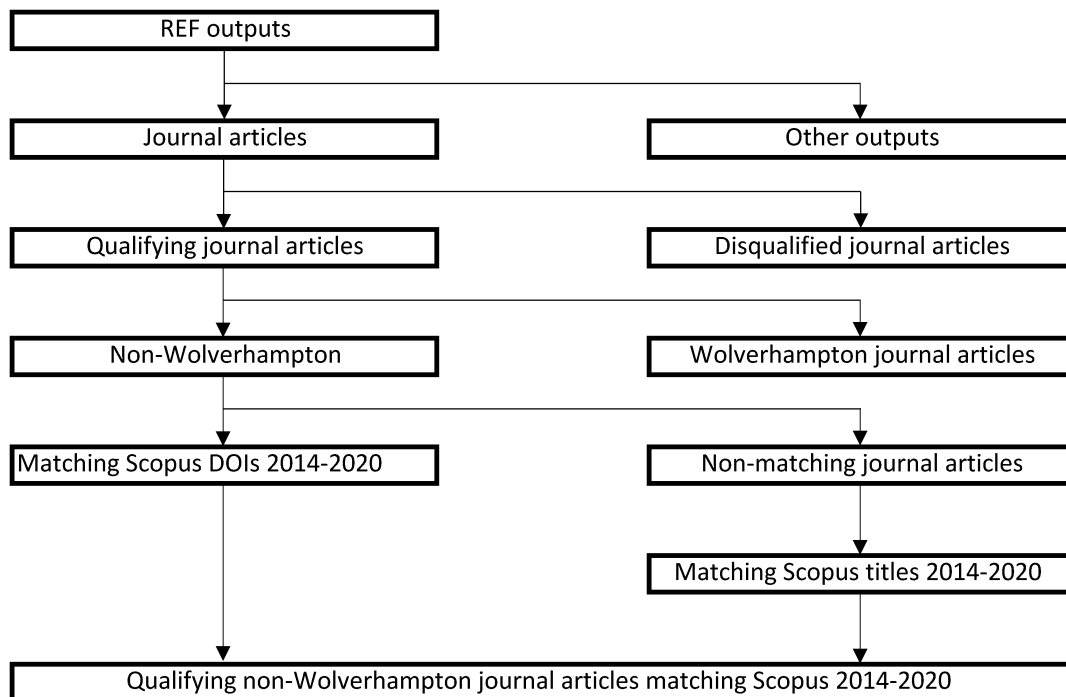 REF outputs
Journal articles
Other outputs
Qualifying journal articles
Disqualified journal articles
Non-Wolverhampton
Wolverhampton journal articles
Matching Scopus DOIs 2014-2020
Non-matching journal articles
Matching Scopus titles 2014-2020
Qualifying non-Wolverhampton journal articles matching Scopus 2014-2020